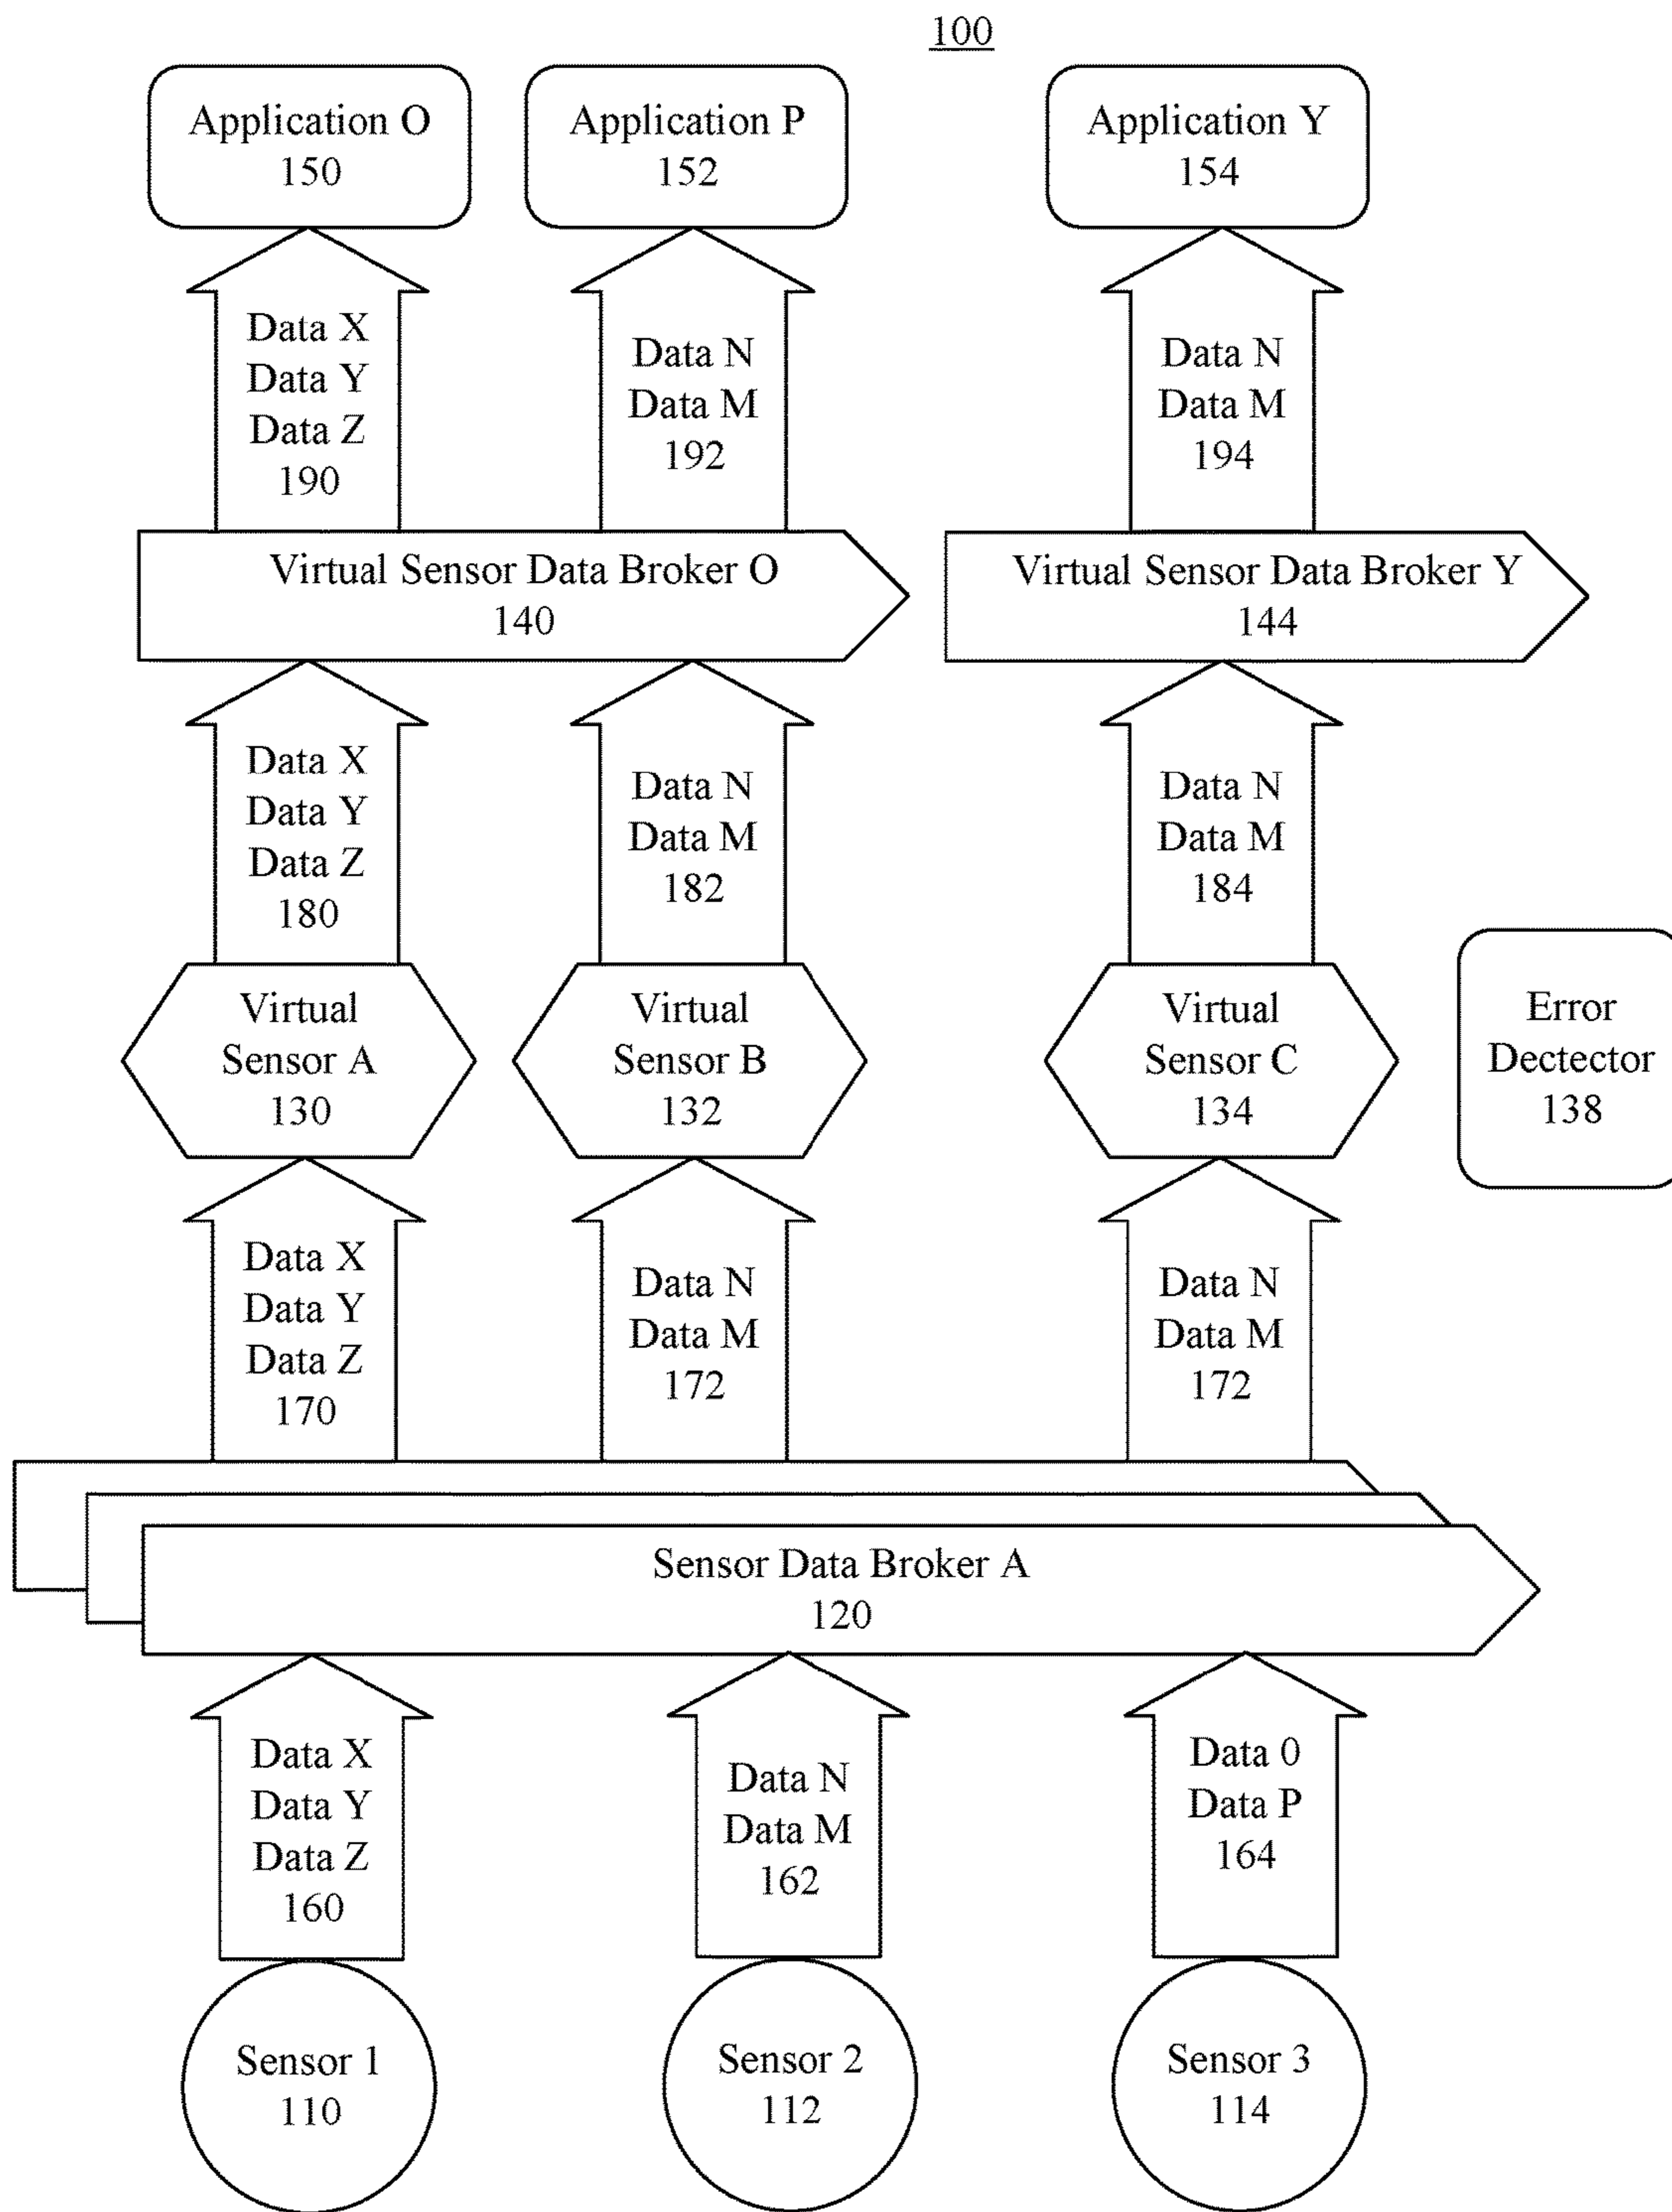 100
Application O
150
Application P
152
Application Y
154
Data X
Data Y
Data Z
190
Data N
Data M
192
Data N
Data M
194
Virtual Sensor Data Broker O
140
Virtual Sensor Data Broker Y
144
Data X
Data Y
Data Z
180
Data N
Data M
182
Data N
Data M
184
Virtual
Sensor A
130
Virtual
Sensor B
132
Virtual
Sensor C
134
Error
Dectector
138
Data X
Data Y
Data Z
170
Data N
Data M
172
Data N
Data M
172
Sensor Data Broker A
120
Data X
Data Y
Data Z
160
Data N
Data M
162
Data 0
Data P
164
Sensor 1
110
Sensor 2
112
Sensor 3
114